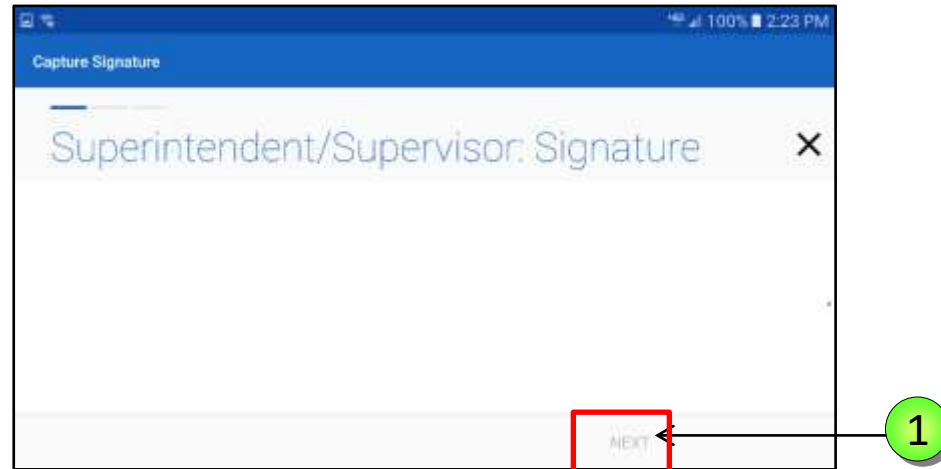 100% 2:23 PM
Capture Signature
Superintendent/Supervisor: Signature
NEXT
1